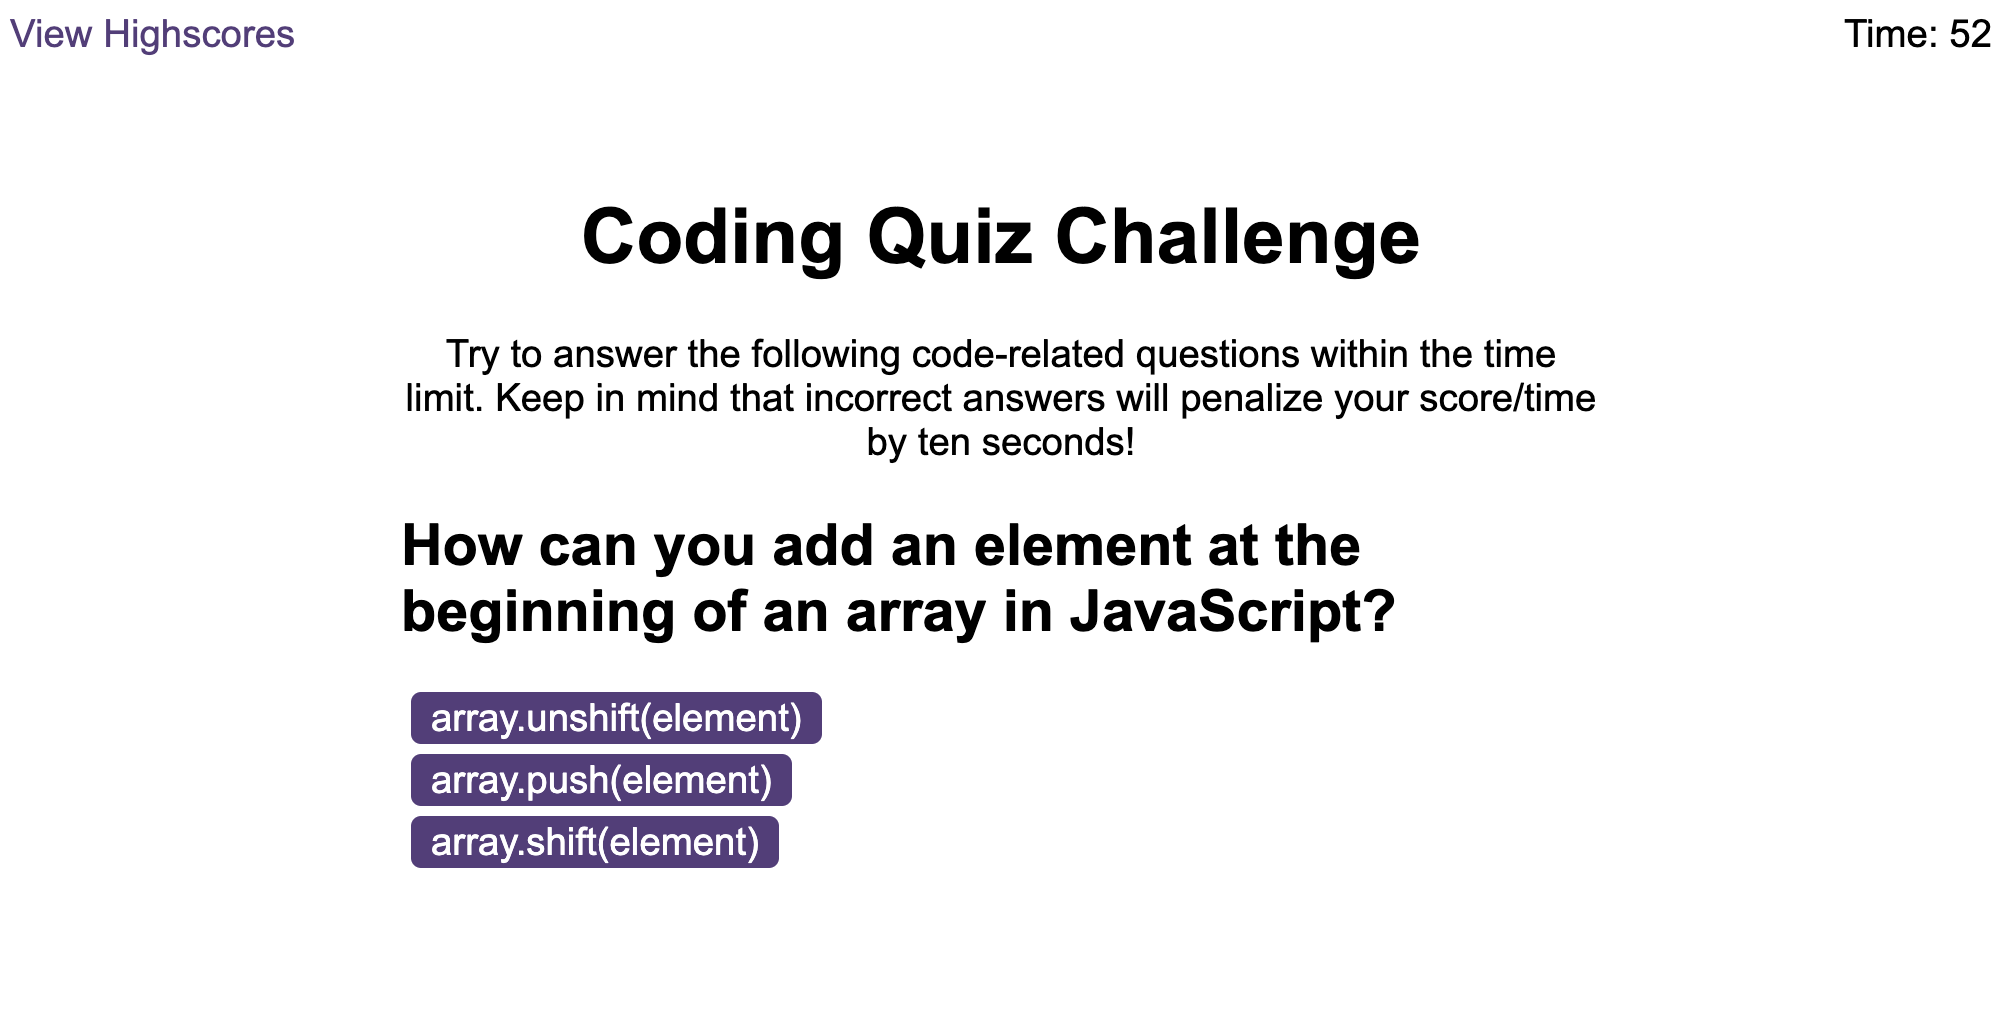 View Highscores
Time: 52
Coding Quiz Challenge
Try to answer the following code-related questions within the time
limit. Keep in mind that incorrect answers will penalize your score/time
by ten seconds!
How can you add an element at the
beginning of an array in JavaScript?
array.unshift(element)
array.push(element)
array.shift(element)